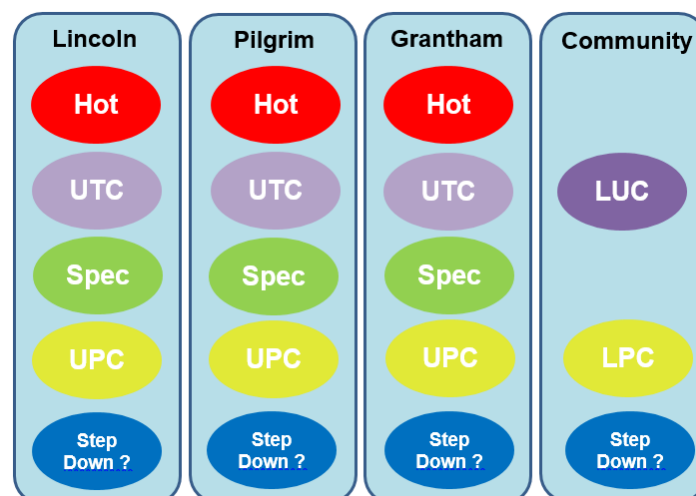 Lincoln
Pilgrim
Grantham
Community
Hot
Hot
Hot
UTC
UTC
UTC
LUC
Spec
Spec
Spec
UPC
UPC
UPC
LPC
Step
Down ?
Step
Down ?
Step
Down ?
Step
Down ?